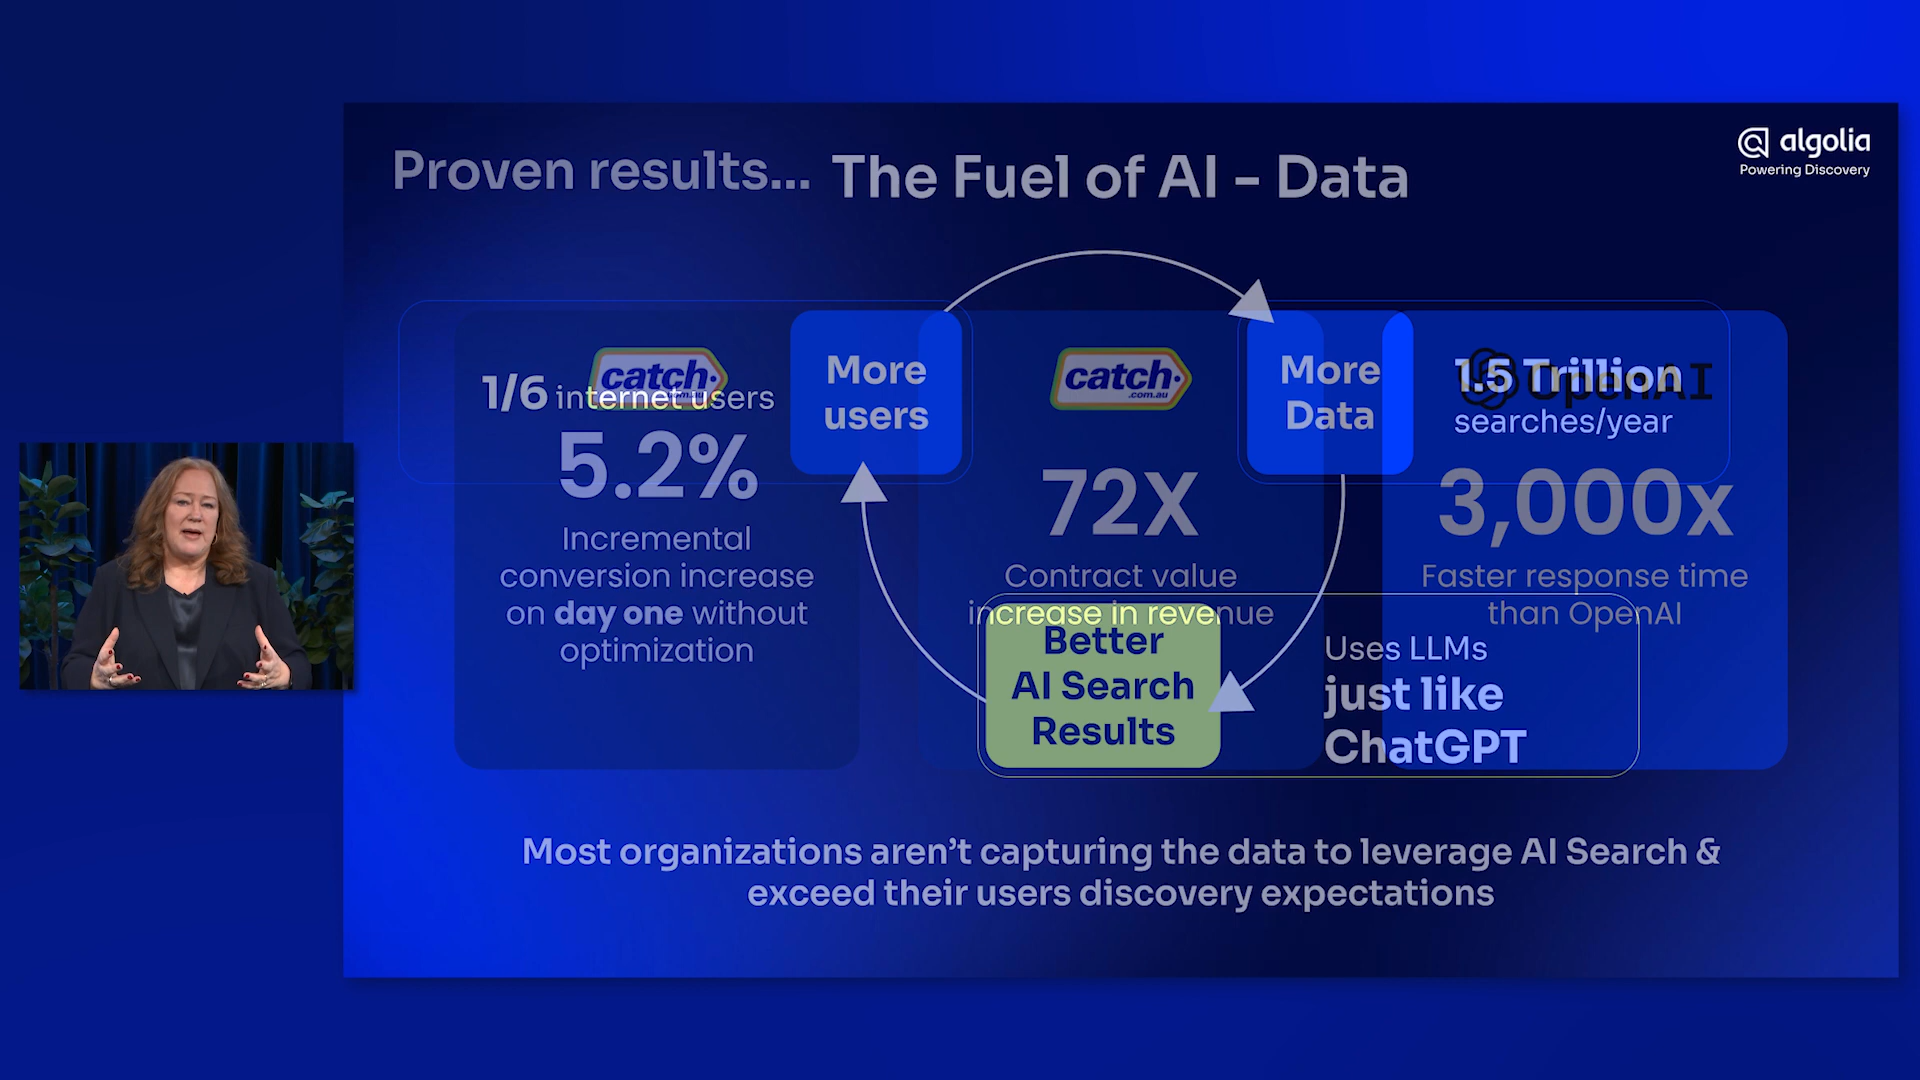 algolia
Powering Discovery
Proven results...
The Fuel of AI - Data
catch.
.com.au
1/6 internet users
5.2%
Incremental
conversion increase
on day one without
optimization
More
users
catch.
.com.au
72X
Contract value
increase in revenue
More
Data
1.5 Trillion
searches/year
OpenAI
3,000x
Faster response time
than OpenAI
Better
AI Search
Results
Uses LLMs
just like
ChatGPT
Most organizations aren't capturing the data to leverage AI Search &
exceed their users discovery expectations